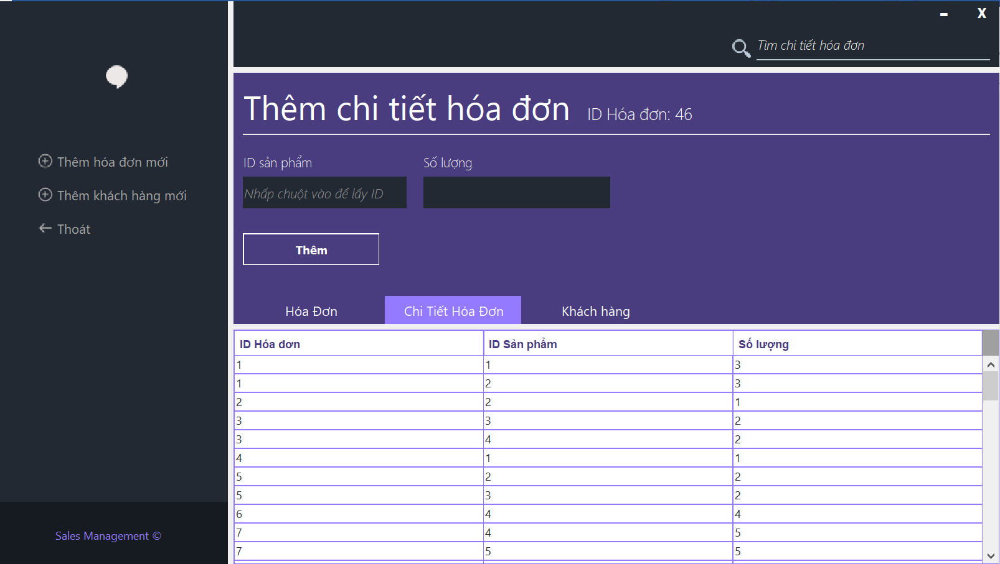 X
Tìm chi tiết hóa đơn
Thêm chi tiết hóa đơn ID Hóa đơn: 46
Thêm hóa đơn mới
Thêm khách hàng mới
Thoát
ID sản phẩm Số lượng
Nhấp chuột vào để lấy ID
Thêm
Hóa Đơn Chi Tiết Hóa Đơn Khách hàng
ID Hóa đơn ID Sản phẩm Số lượng
1 1 3
1 2 3
2 2 1
3 3 2
3 4 2
4 1 1
5 2 2
5 3 2
6 4 4
7 4 5
7 5 5
Sales Management ©